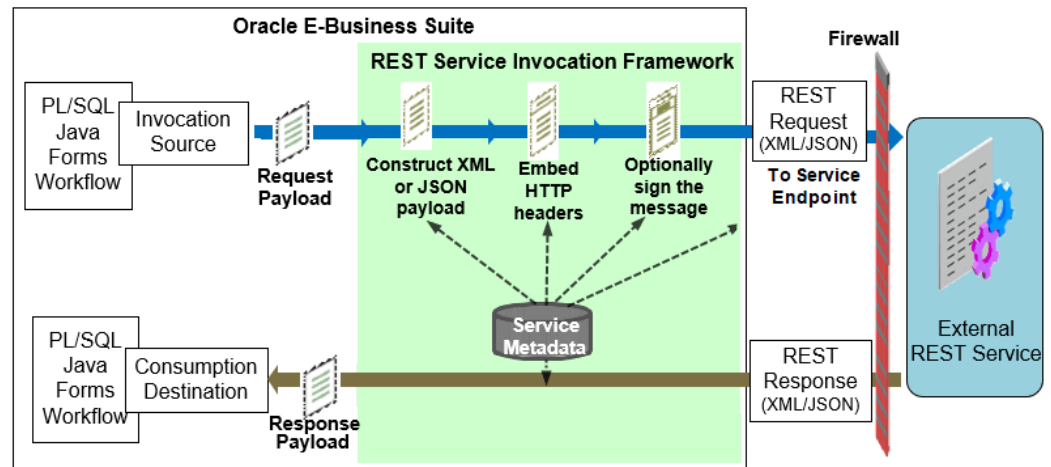 Oracle E-Business Suite
REST Service Invocation Framework
Firewall
PL/SQL
Java
Forms
Workflow
Invocation
Source
Request
Payload
Construct XML
or JSON
payload
Embed
HTTP
headers
Optionally
sign the
message
REST
Request
(XML/JSON)
To Service
Endpoint
Service
Metadata
External
REST Service
PL/SQL
Java
Forms
Workflow
Consumption
Destination
Response
Payload
REST
Response
(XML/JSON)